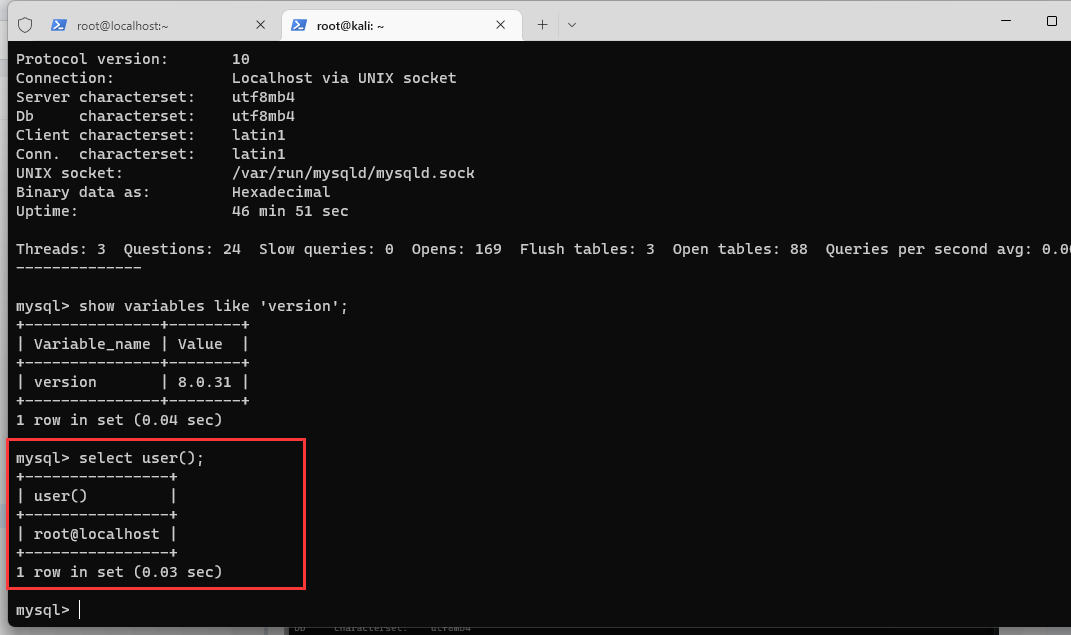 root@localhost:~
root@kali: ~
Protocol version: 10
Connection: Localhost via UNIX socket
Server characterset: utf8mb4
Db characterset: utf8mb4
Client characterset: latin1
Conn. characterset: latin1
UNIX socket: /var/run/mysqld/mysqld.sock
Binary data as: Hexadecimal
Uptime: 46 min 51 sec
Threads: 3 Questions: 24 Slow queries: 0 Opens: 169 Flush tables: 3 Open tables: 88 Queries per second avg: 0.00
--------------
mysql> show variables like 'version';
+---------------+--------+
| Variable_name | Value |
+---------------+--------+
| version | 8.0.31 |
+---------------+--------+
1 row in set (0.04 sec)
mysql> select user();
+----------------+
| user() |
+----------------+
| root@localhost |
+----------------+
1 row in set (0.03 sec)
mysql>
Db characterset: utf8mb4